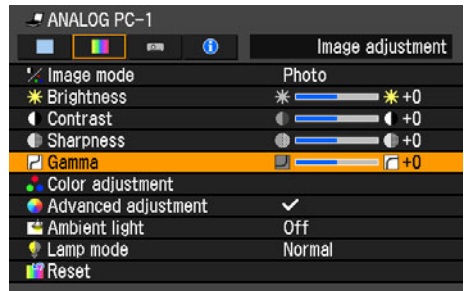 ANALOG PC-1
Image adjustment
Image mode Photo
Brightness +0
Contrast +0
Sharpness +0
Gamma +0
Color adjustment
Advanced adjustment
Ambient light Off
Lamp mode Normal
Reset